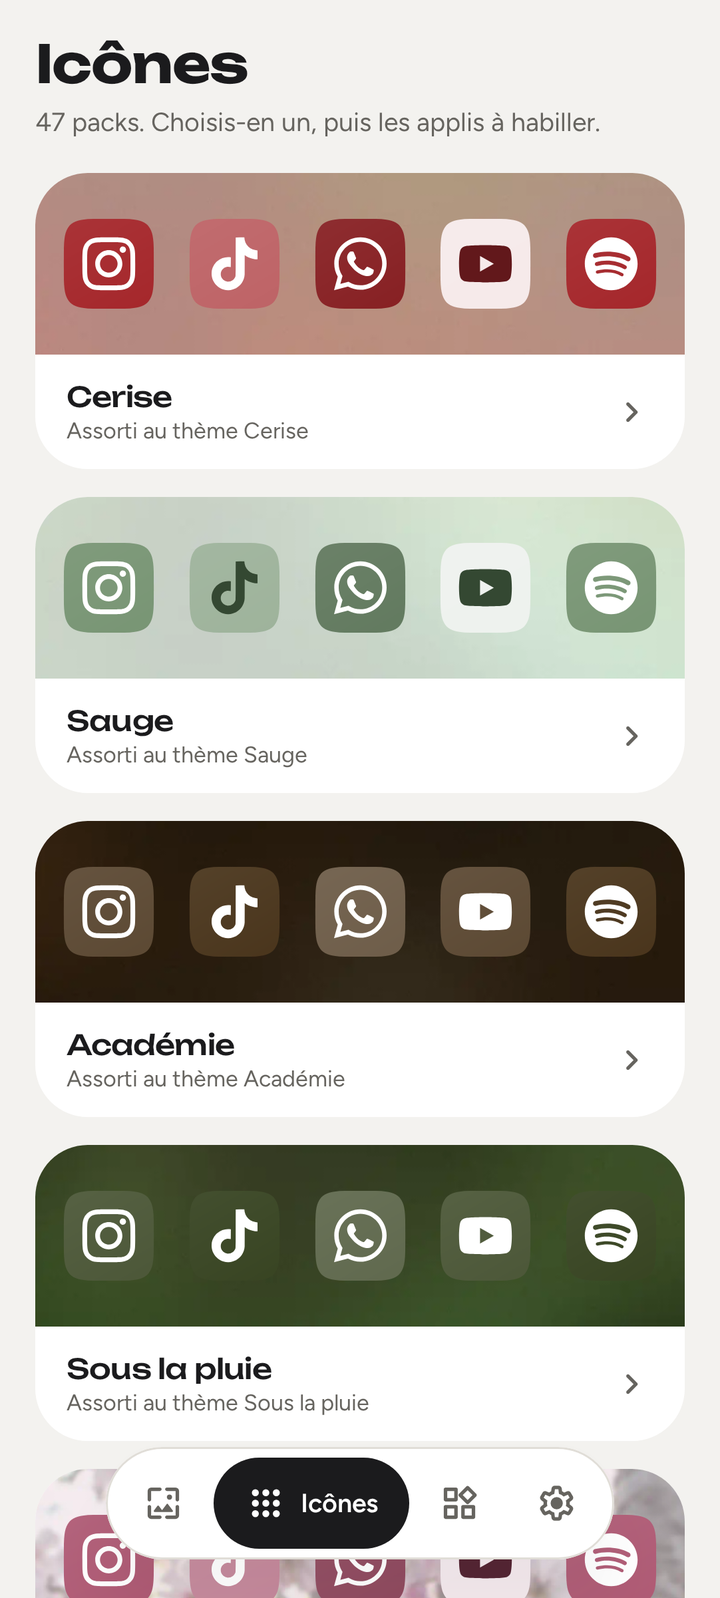 Icônes
47 packs. Choisis-en un, puis les applis à habiller.
Cerise
Assorti au thème Cerise
Sauge
Assorti au thème Sauge
Académie
Assorti au thème Académie
Sous la pluie
Assorti au thème Sous la pluie
Icônes